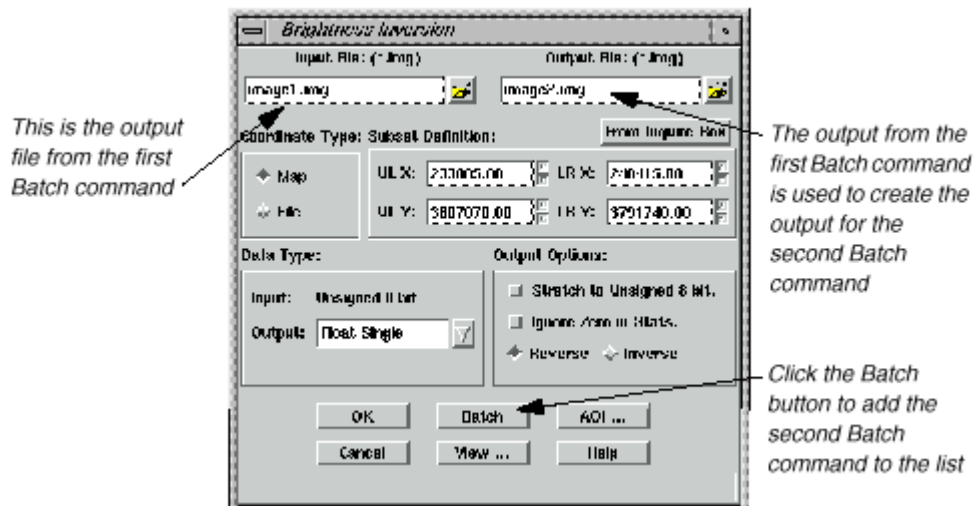 Brightness Inversion
Input File: (*.img)
Output File: (*.img)
image1.img
image2.img
This is the output
file from the first
Batch command
Coordinate Type:
Subset Definition:
From Inquire Box
Map
File
UL X:
LR X:
UL Y: 3807070.00
LR Y: 3791740.00
The output from the
first Batch command
is used to create the
output for the
second Batch
command
Data Type:
Output Options:
Input: Unsigned 8 bit
Output: Float Single
Stretch to Unsigned 8 bit.
Ignore Zero in Stats.
Reverse
Inverse
OK
Batch
AOI ...
Cancel
View ...
Help
Click the Batch
button to add the
second Batch
command to the list